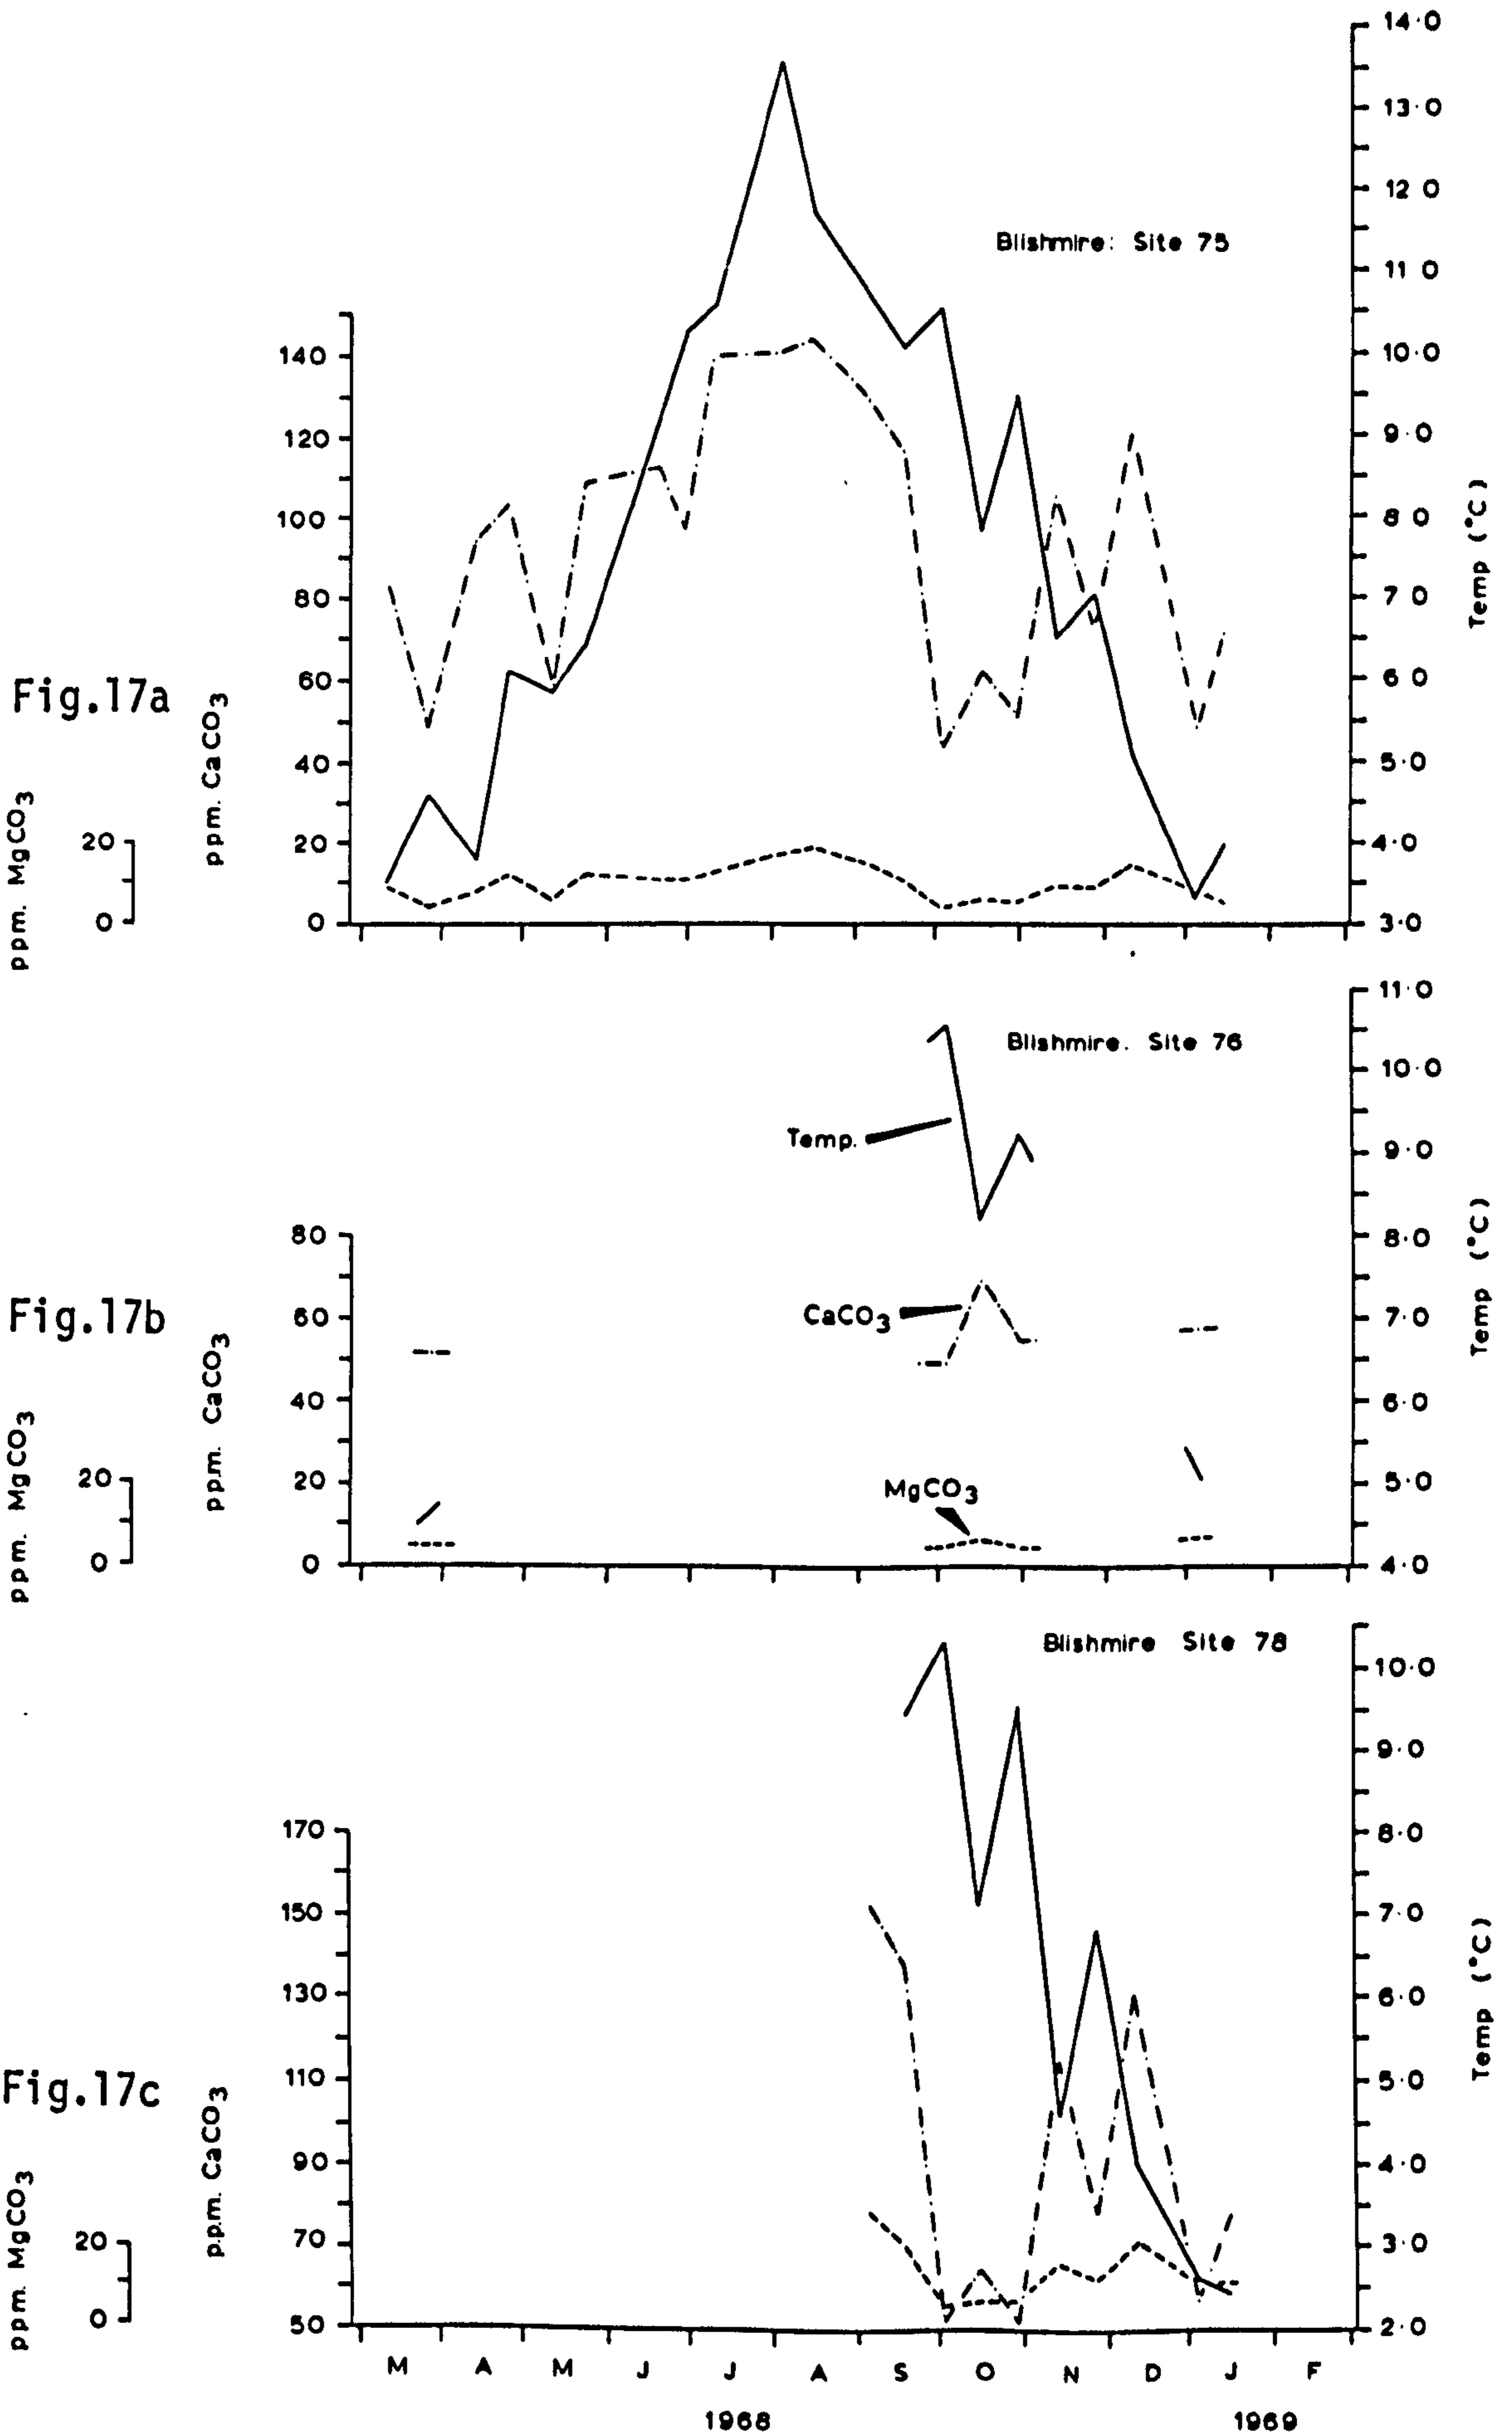 14·0
13·0
12 0
Blishmire: Site 75
11 0
140
10·0
120
9·0
100
8 0
80
7 0
Temp (°C)
Fig.17a
60
6 0
ppm. CaCO3
40
5·0
ppm. MgCO3
20
20
4·0
0
0
3·0
11·0
Blishmire. Site 76
10·0
Temp.
9·0
80
8·0
Temp (°C)
Fig.17b
CaCO3
60
7·0
ppm. CaCO3
40
6·0
ppm. MgCO3
20
20
MgCO3
5·0
0
0
4·0
Blishmire Site 78
10·0
9·0
170
8·0
150
7·0
Temp (°C)
130
6·0
Fig.17c
110
5·0
p.p.m. CaCO3
90
4·0
ppm. MgCO3
20
70
3·0
0
50
2·0
M A M J J A S O N D J F
1968 1969